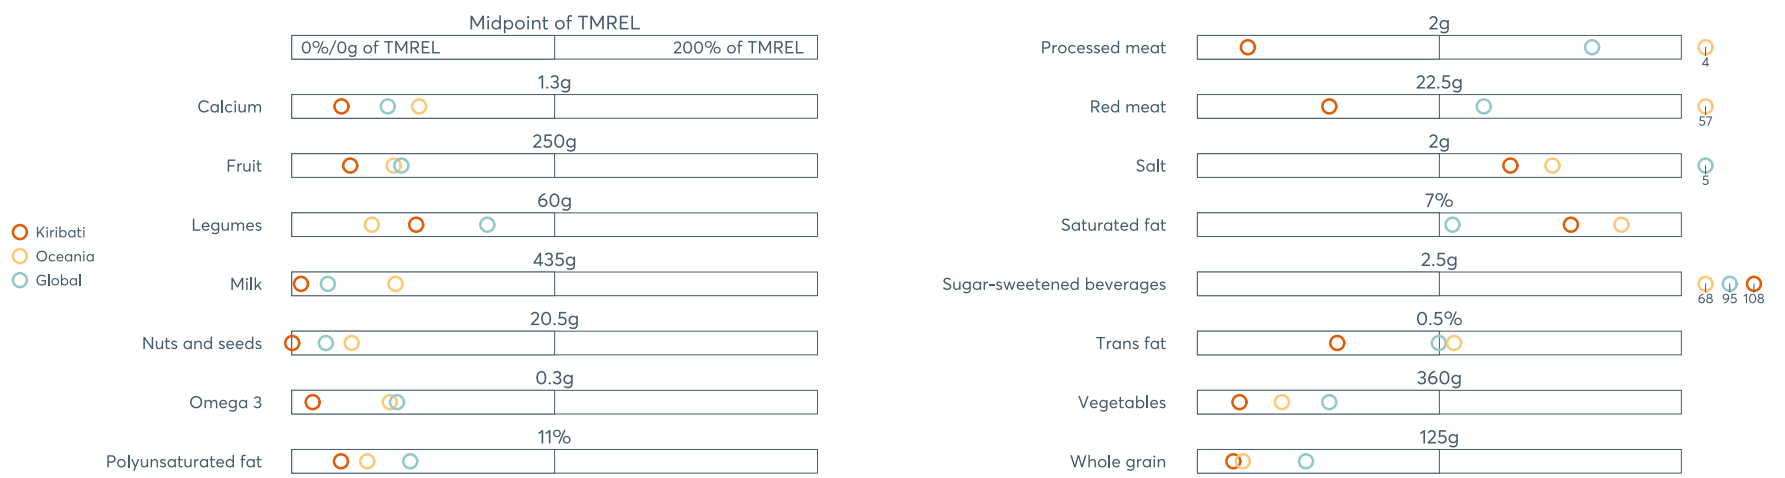 Midpoint of TMREL
0%/0g of TMREL 200% of TMREL
1.3g
Calcium
250g
Fruit
60g
Legumes
435g
Milk
20.5g
Nuts and seeds
0.3g
Omega 3
11%
Polyunsaturated fat
Kiribati
Oceania
Global
2g
Processed meat
4
22.5g
Red meat
57
2g
Salt
5
7%
Saturated fat
2.5g
Sugar-sweetened beverages
68 95 108
0.5%
Trans fat
360g
Vegetables
125g
Whole grain